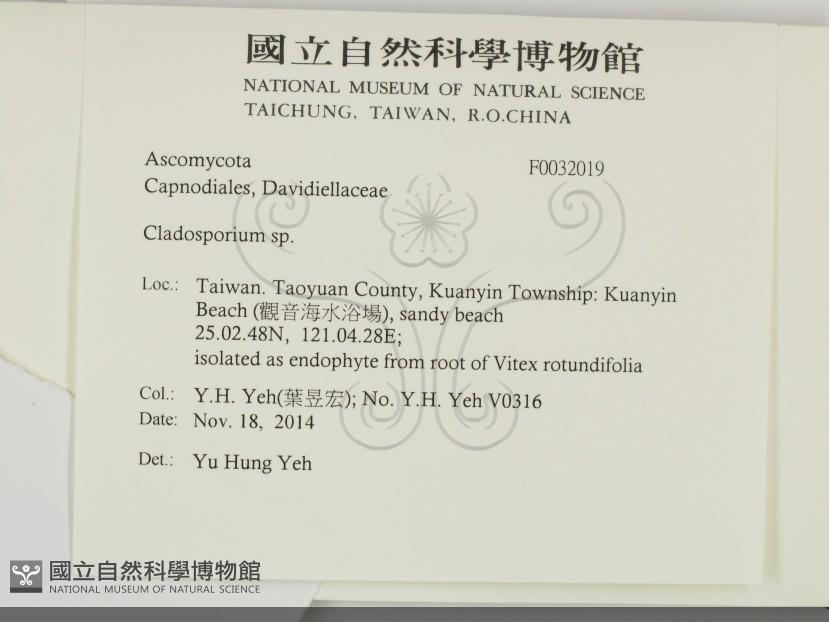 國立自然科學博物館
NATIONAL MUSEUM OF NATURAL SCIENCE
TAICHUNG, TAIWAN, R.O.CHINA
Ascomycota F0032019
Capnodiales, Davidiellaceae
Cladosporium sp.
Loc.: Taiwan. Taoyuan County, Kuanyin Township: Kuanyin
Beach (觀音海水浴場), sandy beach
25.02.48N, 121.04.28E;
isolated as endophyte from root of Vitex rotundifolia
Col.: Y.H. Yeh(葉昱宏); No. Y.H. Yeh V0316
Date: Nov. 18, 2014
Det.: Yu Hung Yeh
國立自然科學博物館
NATIONAL MUSEUM OF NATURAL SCIENCE